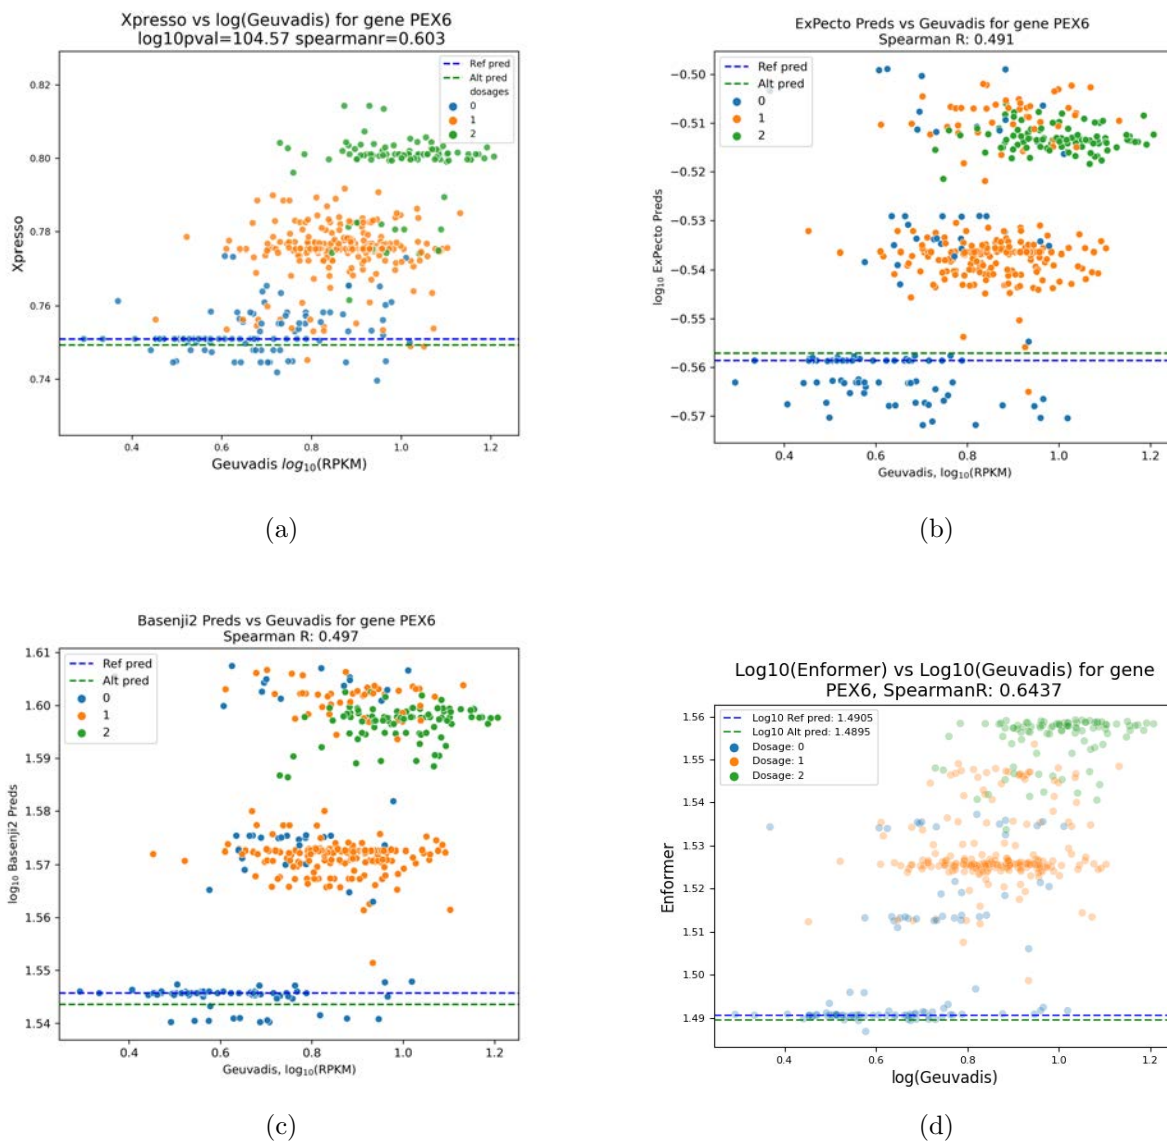 Xpresso vs log(Geuvadis) for gene PEX6
log10pval=104.57 spearmanr=0.603
Ref pred
Alt pred
dosages
0
1
2
0.82
0.80
0.78
0.76
0.74
Xpresso
0.4 0.6 0.8 1.0 1.2
Geuvadis log10(RPKM)
(a)
ExPecto Preds vs Geuvadis for gene PEX6
Spearman R: 0.491
Ref pred
Alt pred
0
1
2
−0.50
−0.51
−0.52
−0.53
−0.54
−0.55
−0.56
−0.57
log10 ExPecto Preds
0.4 0.6 0.8 1.0 1.2
Geuvadis, log10(RPKM)
(b)
Basenji2 Preds vs Geuvadis for gene PEX6
Spearman R: 0.497
Ref pred
Alt pred
0
1
2
1.61
1.60
1.59
1.58
1.57
1.56
1.55
1.54
log10 Basenji2 Preds
0.4 0.6 0.8 1.0 1.2
Geuvadis, log10(RPKM)
(c)
Log10(Enformer) vs Log10(Geuvadis) for gene
PEX6, SpearmanR: 0.6437
Log10 Ref pred: 1.4905
Log10 Alt pred: 1.4895
Dosage: 0
Dosage: 1
Dosage: 2
1.56
1.55
1.54
1.53
1.52
1.51
1.50
1.49
Enformer
0.4 0.6 0.8 1.0 1.2
log(Geuvadis)
(d)